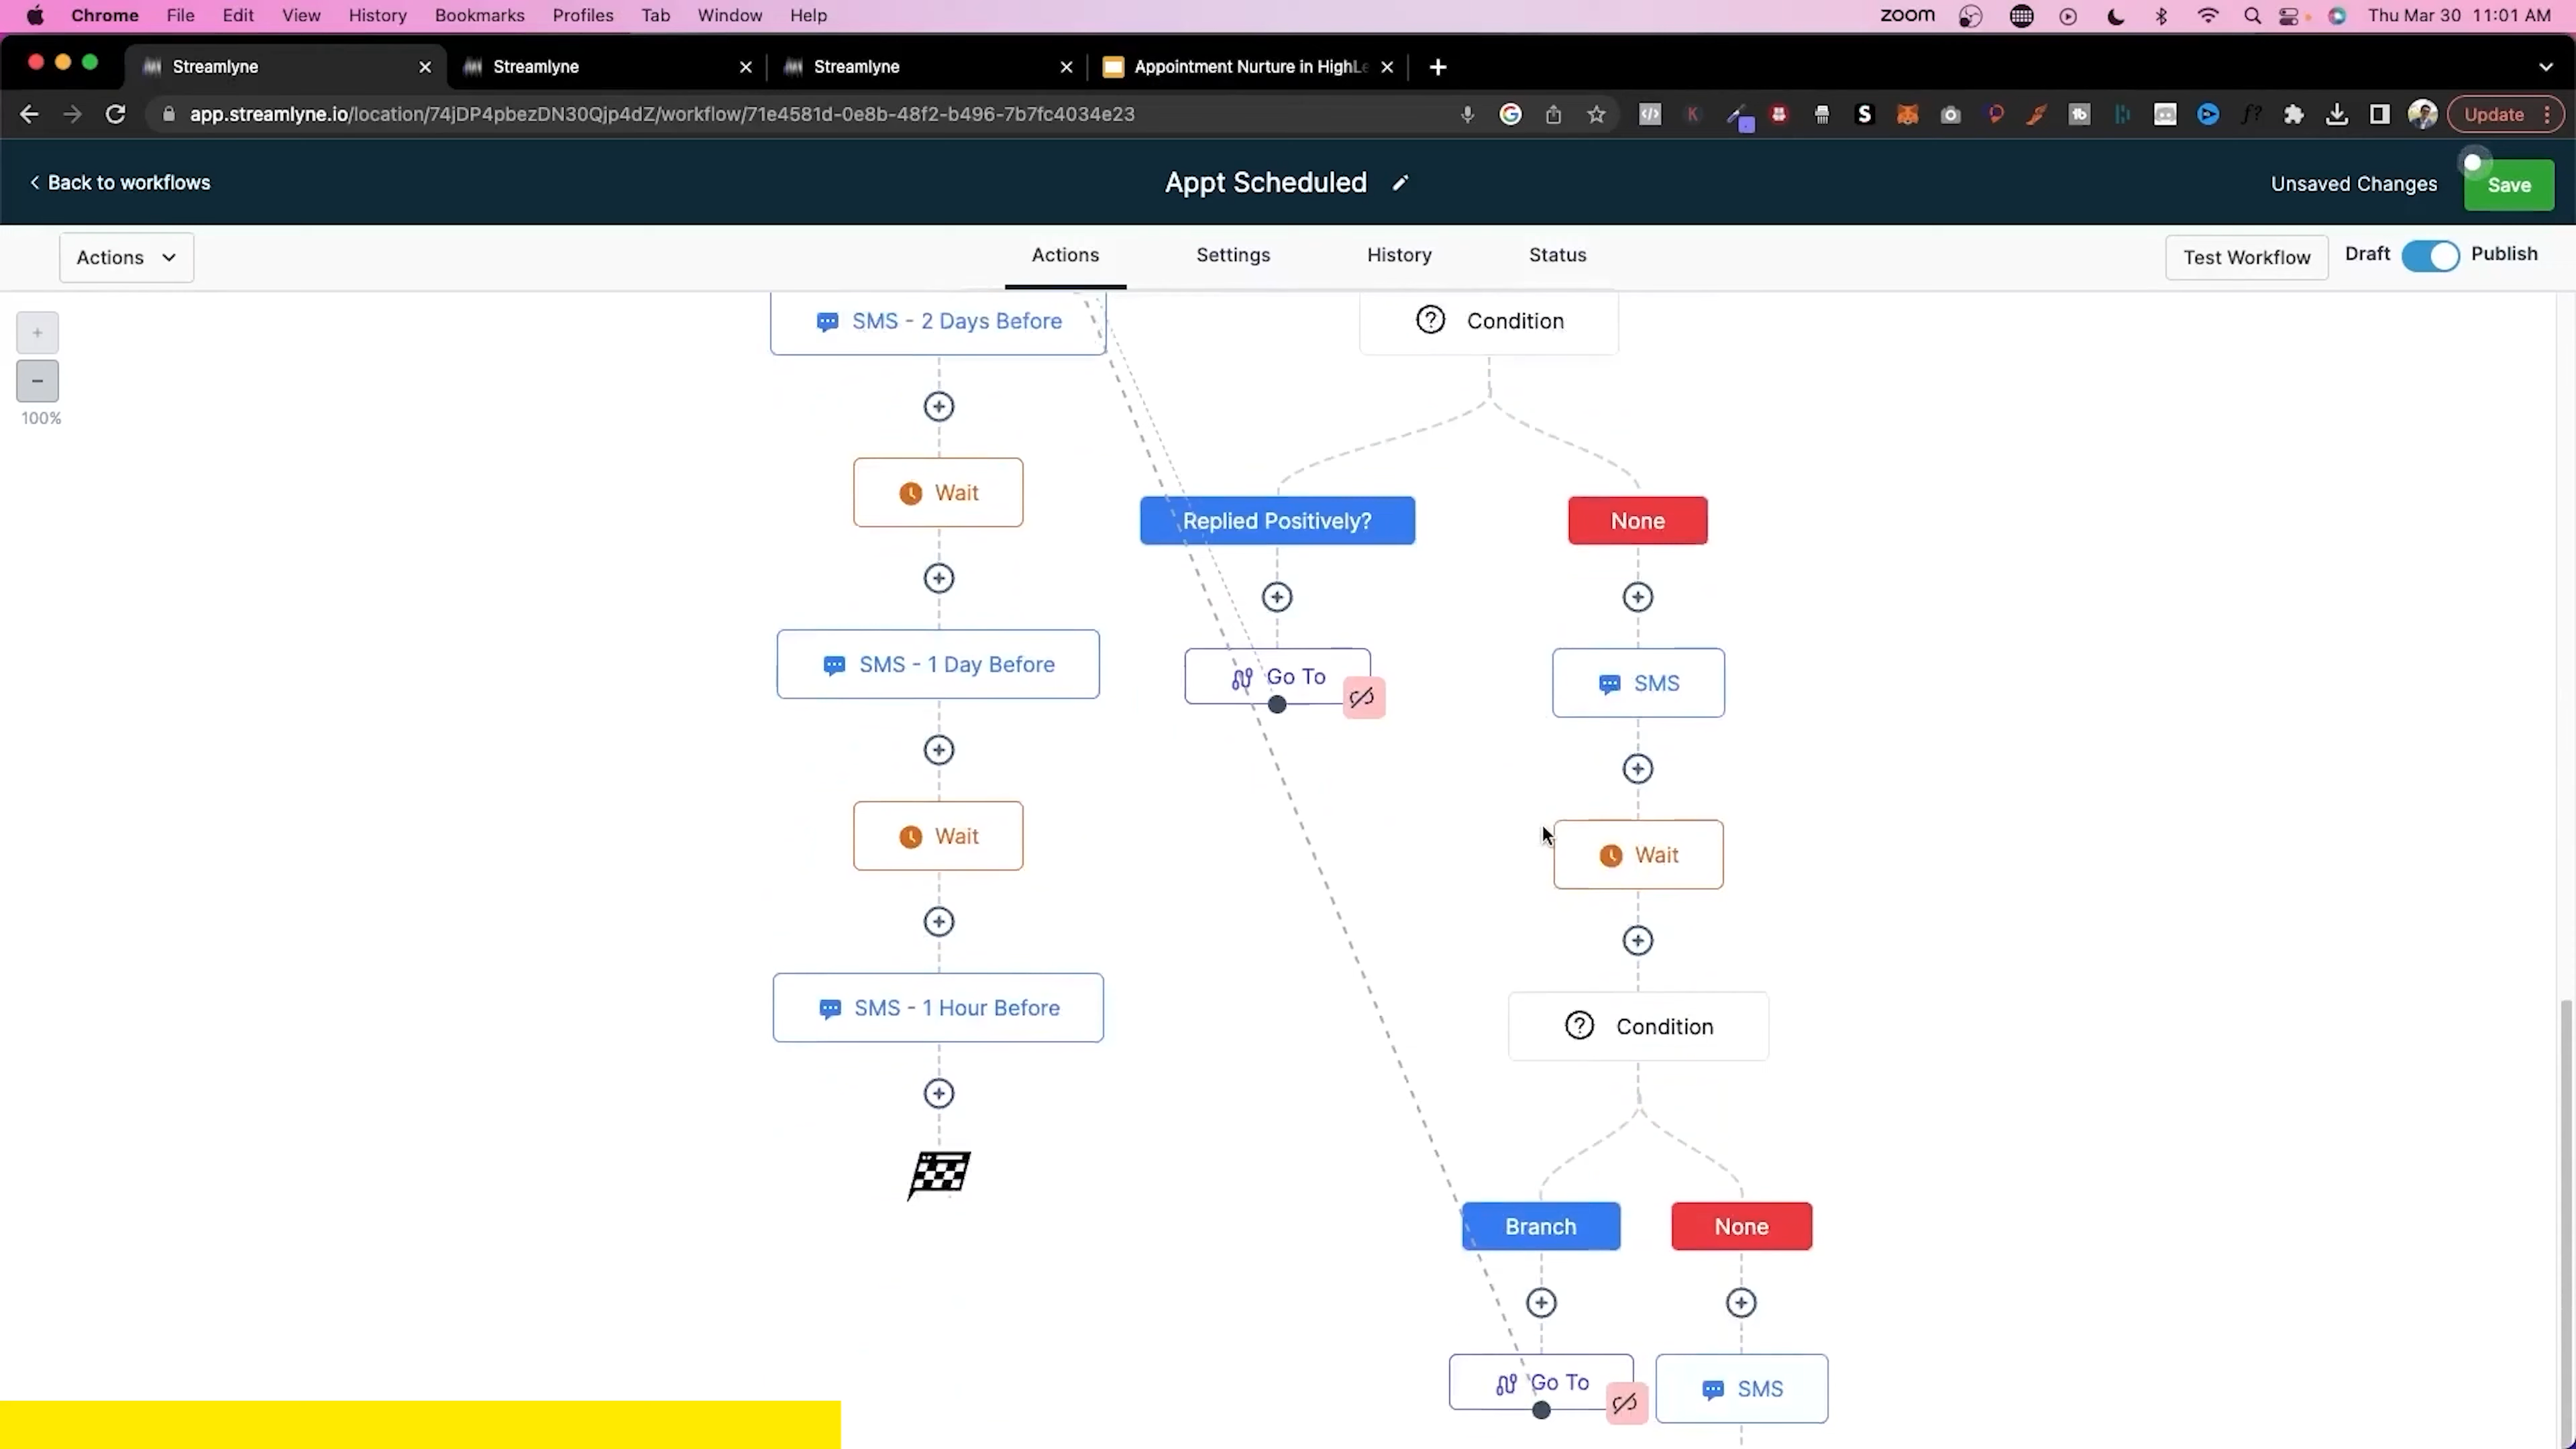 Chrome File Edit View History Bookmarks Profiles Tab Window Help zoom Thu Mar 30 11:01 AM
Streamlyne Streamlyne Streamlyne Appointment Nurture in HighLe
app.streamlyne.io/location/74jDP4pbezDN30Qjp4dZ/workflow/71e4581d-0e8b-48f2-b496-7b7fc4034e23 Update
Back to workflows Appt Scheduled Unsaved Changes Save
Actions Actions Settings History Status Test Workflow Draft Publish
100%
SMS - 2 Days Before Condition
Wait
Replied Positively? None
SMS - 1 Day Before Go To SMS
Wait Wait
SMS - 1 Hour Before Condition
Branch None
Go To SMS